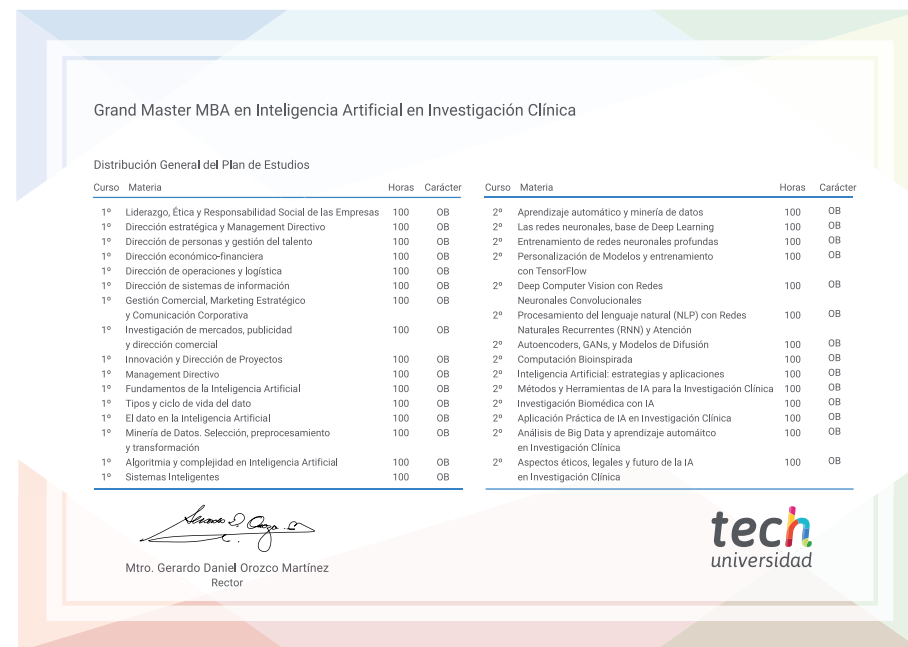 Grand Master MBA en Inteligencia Artificial en Investigación Clínica
Distribución General del Plan de Estudios
Curso Materia Horas Carácter
1º Liderazgo, Ética y Responsabilidad Social de las Empresas 100 OB
1º Dirección estratégica y Management Directivo 100 OB
1º Dirección de personas y gestión del talento 100 OB
1º Dirección económico-financiera 100 OB
1º Dirección de operaciones y logística 100 OB
1º Dirección de sistemas de información 100 OB
1º Gestión Comercial, Marketing Estratégico 100 OB
y Comunicación Corporativa
1º Investigación de mercados, publicidad 100 OB
y dirección comercial
1º Innovación y Dirección de Proyectos 100 OB
1º Management Directivo 100 OB
1º Fundamentos de la Inteligencia Artificial 100 OB
1º Tipos y ciclo de vida del dato 100 OB
1º El dato en la Inteligencia Artificial 100 OB
1º Minería de Datos. Selección, preprocesamiento 100 OB
y transformación
1º Algoritmia y complejidad en Inteligencia Artificial 100 OB
1º Sistemas Inteligentes 100 OB
Curso Materia Horas Carácter
2º Aprendizaje automático y minería de datos 100 OB
2º Las redes neuronales, base de Deep Learning 100 OB
2º Entrenamiento de redes neuronales profundas 100 OB
2º Personalización de Modelos y entrenamiento 100 OB
con TensorFlow
2º Deep Computer Vision con Redes 100 OB
Neuronales Convolucionales
2º Procesamiento del lenguaje natural (NLP) con Redes 100 OB
Naturales Recurrentes (RNN) y Atención
2º Autoencoders, GANs, y Modelos de Difusión 100 OB
2º Computación Bioinspirada 100 OB
2º Inteligencia Artificial: estrategias y aplicaciones 100 OB
2º Métodos y Herramientas de IA para la Investigación Clínica 100 OB
2º Investigación Biomédica con IA 100 OB
2º Aplicación Práctica de IA en Investigación Clínica 100 OB
2º Análisis de Big Data y aprendizaje automáitco 100 OB
en Investigación Clínica
2º Aspectos éticos, legales y futuro de la IA 100 OB
en Investigación Clínica
Mtro. Gerardo Daniel Orozco Martínez
Rector
tech
universidad